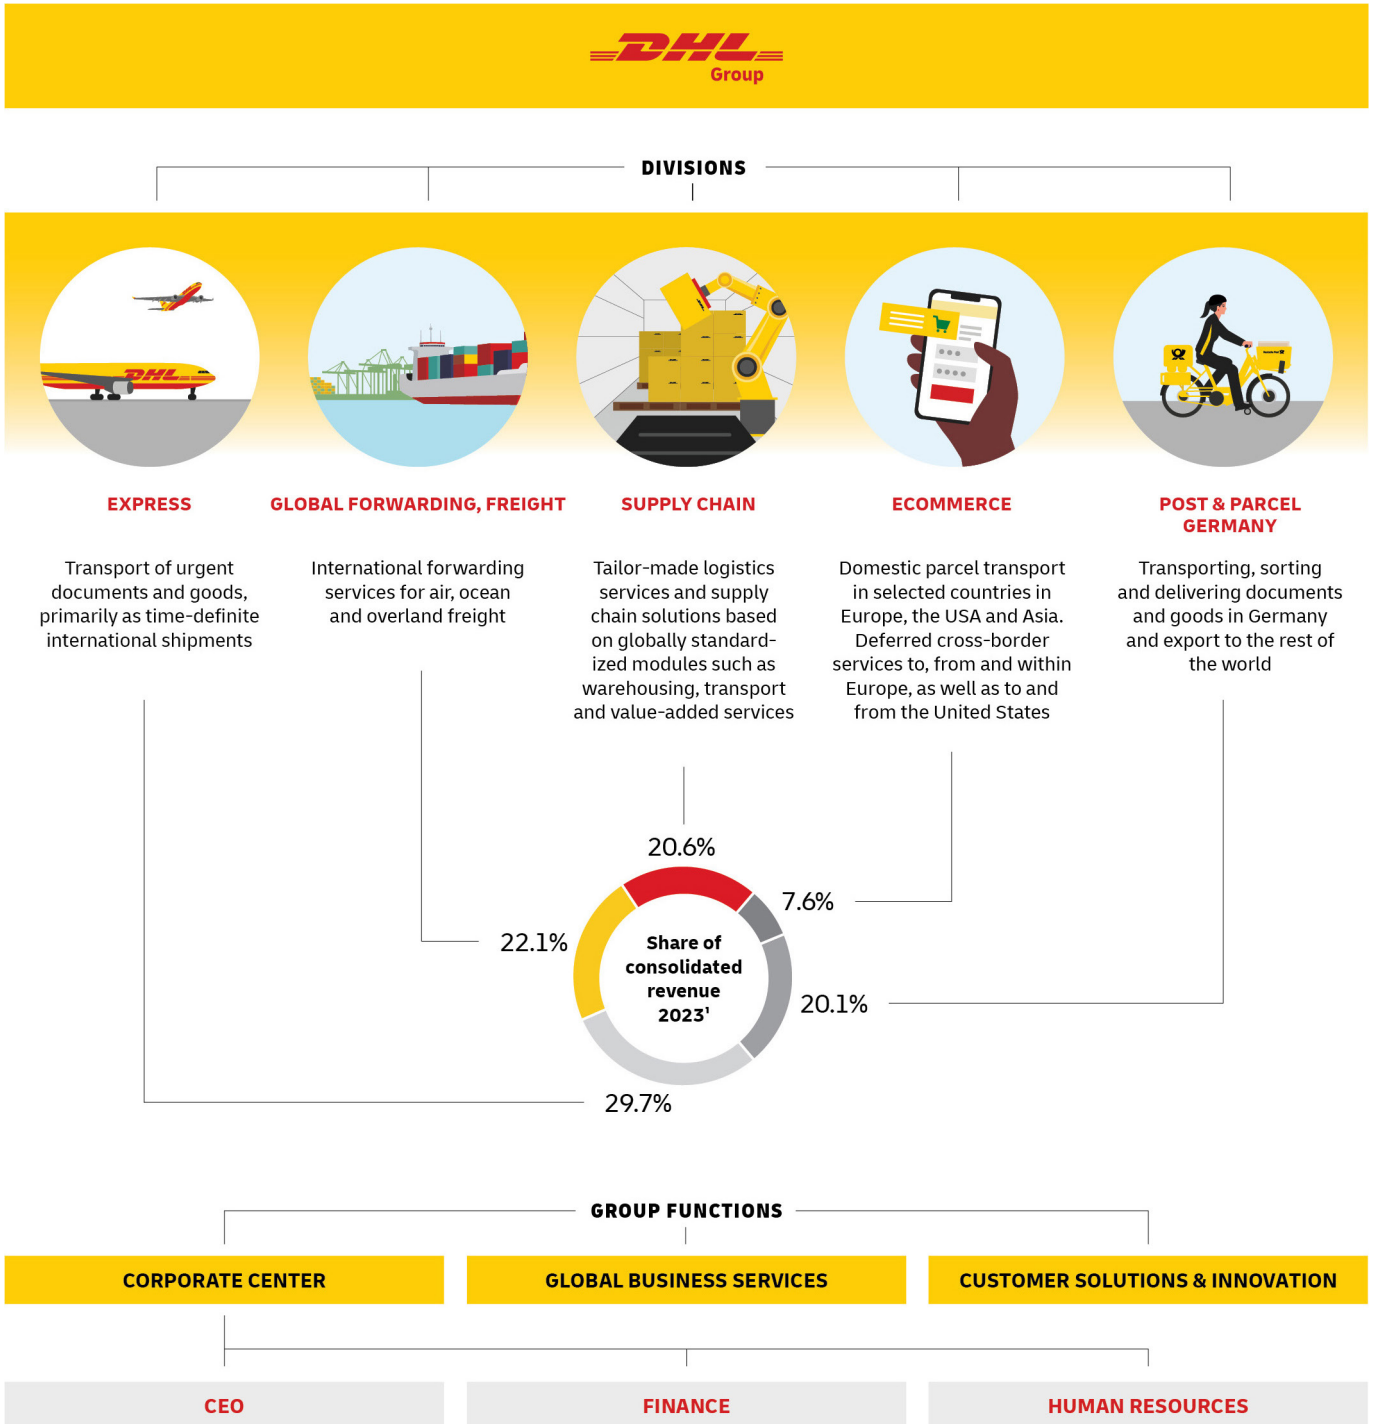 DHL
Group
DIVISIONS
DHL
EXPRESS
Transport of urgent
documents and goods,
primarily as time-definite
international shipments
GLOBAL FORWARDING, FREIGHT
International forwarding
services for air, ocean
and overland freight
SUPPLY CHAIN
Tailor-made logistics
services and supply
chain solutions based
on globally standard-
ized modules such as
warehousing, transport
and value-added services
ECOMMERCE
Domestic parcel transport
in selected countries in
Europe, the USA and Asia.
Deferred cross-border
services to, from and within
Europe, as well as to and
from the United States
POST & PARCEL
GERMANY
Transporting, sorting
and delivering documents
and goods in Germany
and export to the rest of
the world
20.6%
7.6%
22.1%
20.1%
29.7%
Share of
consolidated
revenue
2023¹
GROUP FUNCTIONS
CORPORATE CENTER
GLOBAL BUSINESS SERVICES
CUSTOMER SOLUTIONS & INNOVATION
CEO
FINANCE
HUMAN RESOURCES